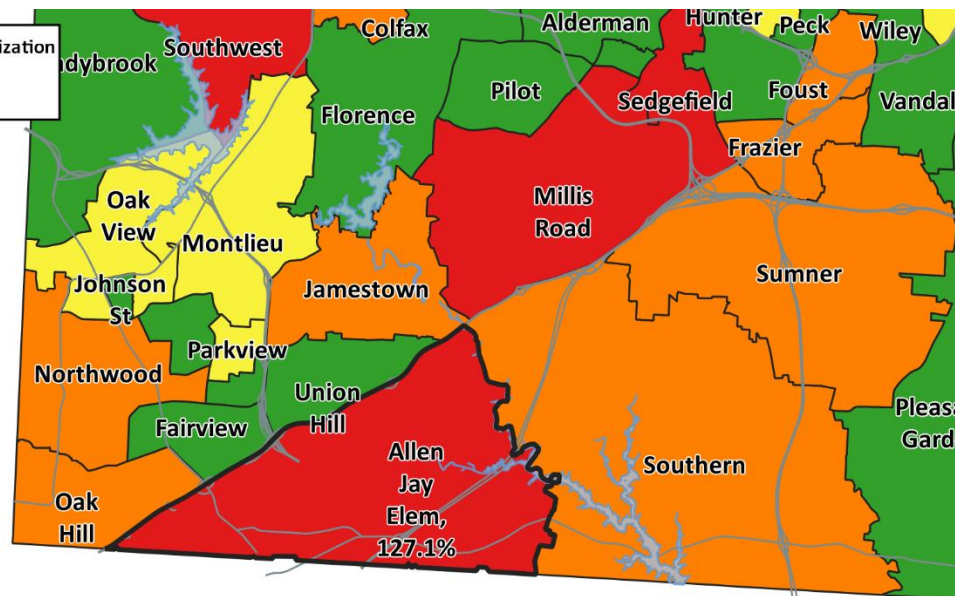 ization
dybrook
Southwest
Colfax
Alderman
Hunter
Peck
Wiley
Pilot
Sedgefield
Foust
Vandal
Florence
Frazier
Oak
View
Millis
Road
Montlieu
Johnson
St
Jamestown
Sumner
Parkview
Northwood
Union
Hill
Fairview
Pleasa
Gard
Allen
Jay
Elem,
127.1%
Southern
Oak
Hill